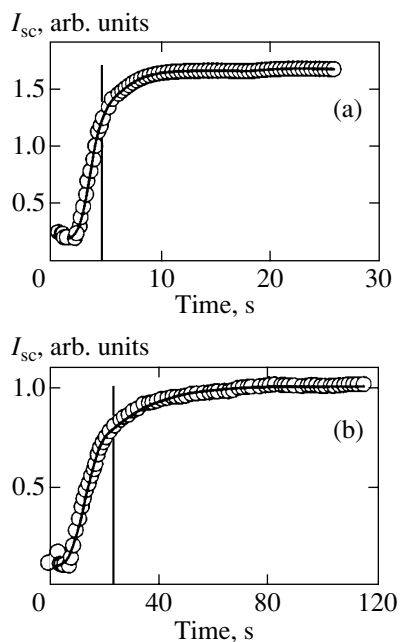 I_sc, arb. units
(a)
1.5
1.0
0.5
0 10 20 30
Time, s
I_sc, arb. units
(b)
1.0
0.5
0 40 80 120
Time, s